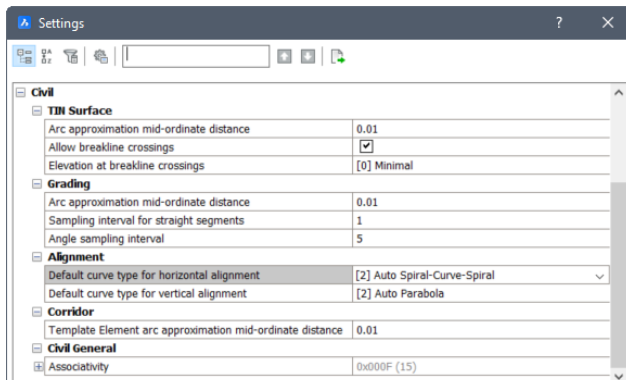 Settings
Civil
TIN Surface
Arc approximation mid-ordinate distance 0.01
Allow breakline crossings
Elevation at breakline crossings [0] Minimal
Grading
Arc approximation mid-ordinate distance 0.01
Sampling interval for straight segments 1
Angle sampling interval 5
Alignment
Default curve type for horizontal alignment [2] Auto Spiral-Curve-Spiral
Default curve type for vertical alignment [2] Auto Parabola
Corridor
Template Element arc approximation mid-ordinate distance 0.01
Civil General
Associativity 0x000F (15)